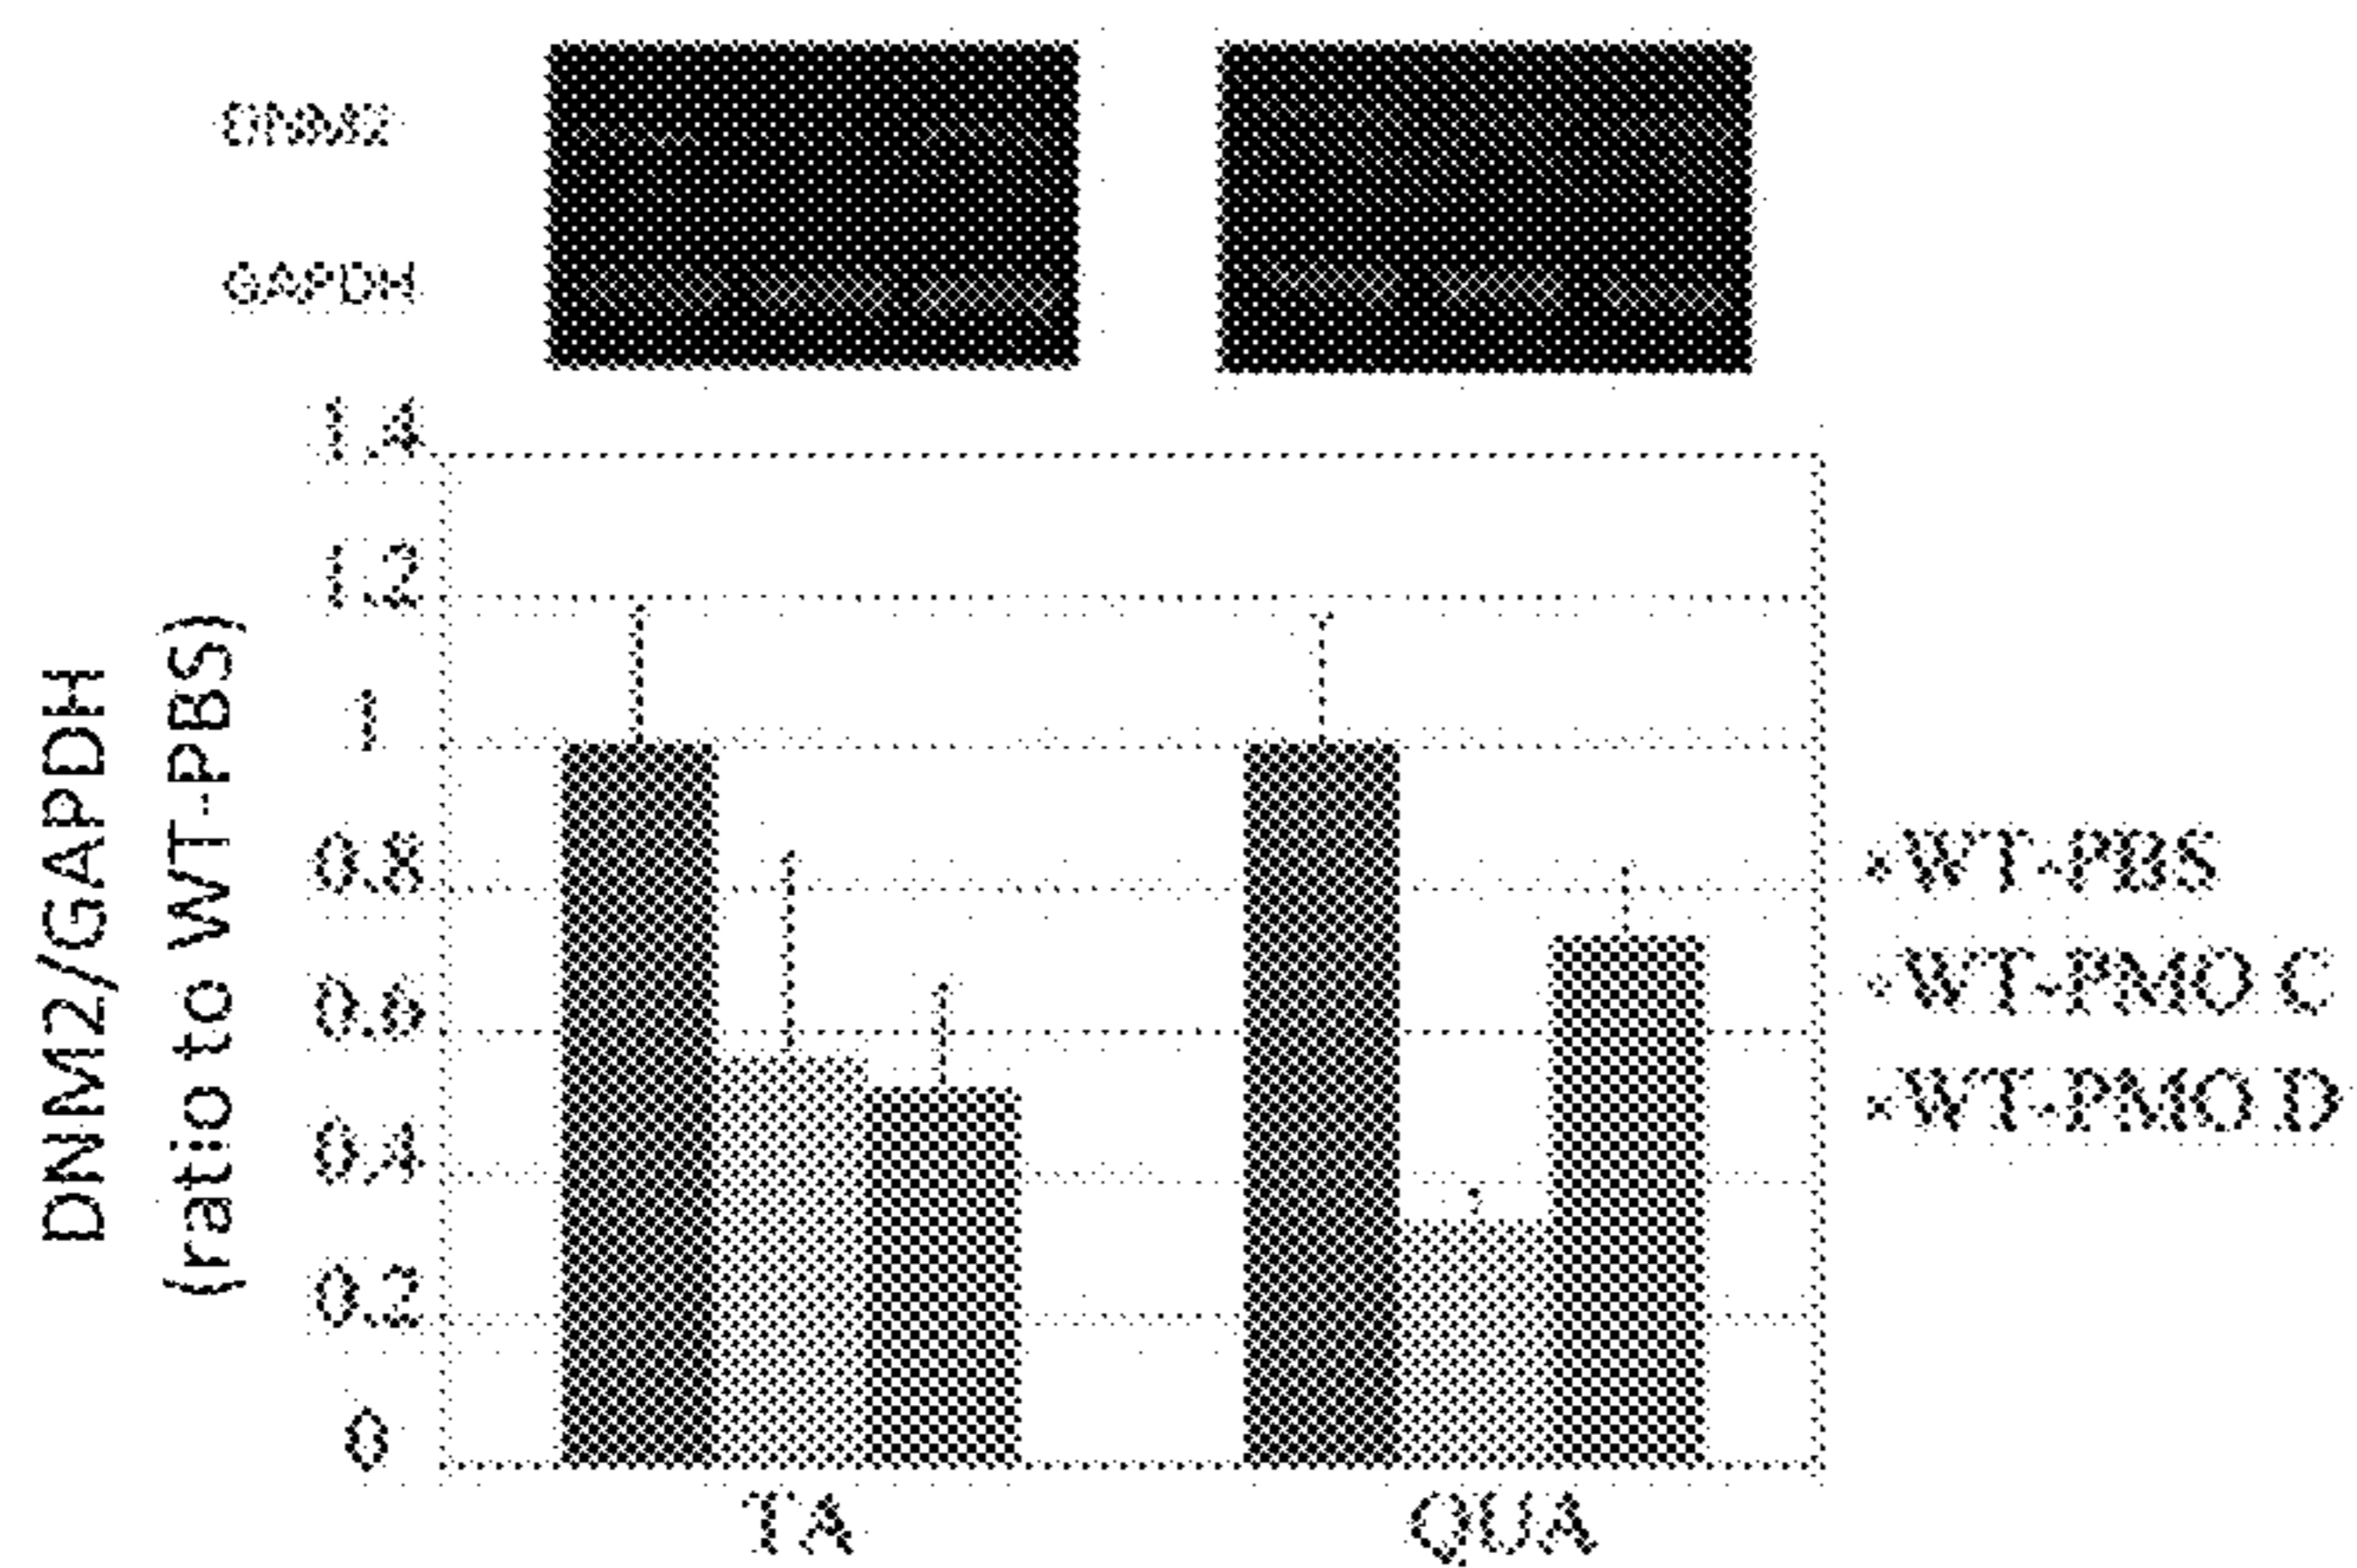 DNM2
GAPDH
DNM2/GAPDH
(ratio to WT-PBS)
1.4
1.2
1
0.8
0.6
0.4
0.2
0
TA
QUA
WT-PBS
WT-PMO C
WT-PMO D